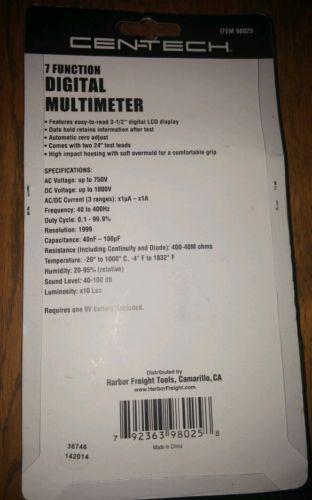 ITEM 98025
CEN-TECH
7 FUNCTION
DIGITAL
MULTIMETER
• Features easy-to-read 3-1/2" digital LCD display
• Data hold retains information after test
• Automatic zero adjust
• Comes with two 24" test leads
• High impact housing with soft overmold for a comfortable grip
SPECIFICATIONS:
AC Voltage: up to 750V
DC Voltage: up to 1000V
AC/DC Current (3 ranges): x1µA – x1A
Frequency: 40 to 400Hz
Duty Cycle: 0.1 - 99.9%
Resolution: 1999
Capacitance: 40nF – 100µF
Resistance (Including Continuity and Diode): 400-40M ohms
Temperature: -20° to 1000° C, -4° F to 1832° F
Humidity: 20-95% (relative)
Sound Level: 40-100 dB
Luminosity: x10 Lux
Requires one 9V battery, included.
Distributed by
Harbor Freight Tools, Camarillo, CA
www.HarborFreight.com
7 92363 98025 8
Made in China
36746
142014